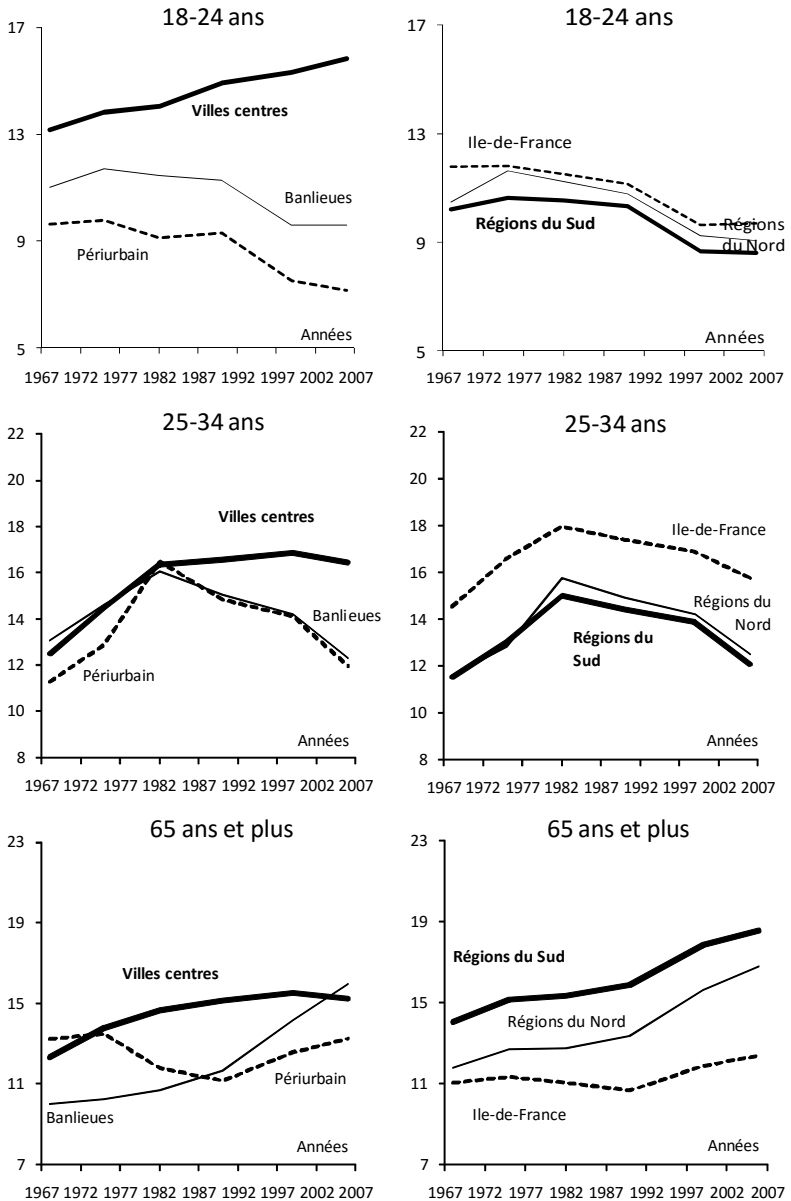 18-24 ans
17
13
9
5
Villes centres
Banlieues
Périurbain
Années
1967 1972 1977 1982 1987 1992 1997 2002 2007
18-24 ans
17
13
9
5
Ile-de-France
Régions du Sud
Régions
du Nord
Années
1967 1972 1977 1982 1987 1992 1997 2002 2007
25-34 ans
22
20
18
16
14
12
10
8
Villes centres
Banlieues
Périurbain
Années
1967 1972 1977 1982 1987 1992 1997 2002 2007
25-34 ans
22
20
18
16
14
12
10
8
Ile-de-France
Régions du
Nord
Régions du
Sud
Années
1967 1972 1977 1982 1987 1992 1997 2002 2007
65 ans et plus
23
19
15
11
7
Villes centres
Périurbain
Banlieues
Années
1967 1972 1977 1982 1987 1992 1997 2002 2007
65 ans et plus
23
19
15
11
7
Régions du Sud
Régions du Nord
Ile-de-France
Années
1967 1972 1977 1982 1987 1992 1997 2002 2007